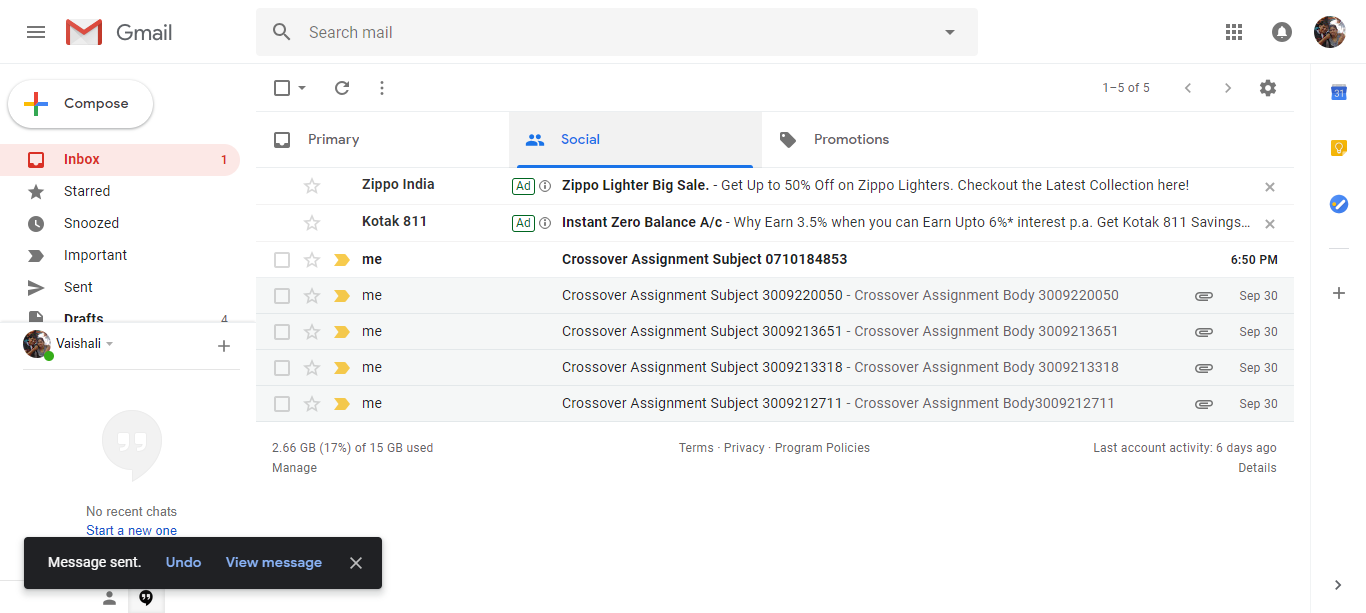 Gmail
Search mail
Compose
1–5 of 5
31
Primary
Social
Promotions
Inbox 1
Starred
Snoozed
Important
Sent
Drafts 4
Vaishali
Zippo India Ad Zippo Lighter Big Sale. - Get Up to 50% Off on Zippo Lighters. Checkout the Latest Collection here!
Kotak 811 Ad Instant Zero Balance A/c - Why Earn 3.5% when you can Earn Upto 6%* interest p.a. Get Kotak 811 Savings...
me Crossover Assignment Subject 0710184853 6:50 PM
me Crossover Assignment Subject 3009220050 - Crossover Assignment Body 3009220050 Sep 30
me Crossover Assignment Subject 3009213651 - Crossover Assignment Body 3009213651 Sep 30
me Crossover Assignment Subject 3009213318 - Crossover Assignment Body 3009213318 Sep 30
me Crossover Assignment Subject 3009212711 - Crossover Assignment Body3009212711 Sep 30
2.66 GB (17%) of 15 GB used
Manage
Terms · Privacy · Program Policies
Last account activity: 6 days ago
Details
No recent chats
Start a new one
Message sent. Undo View message